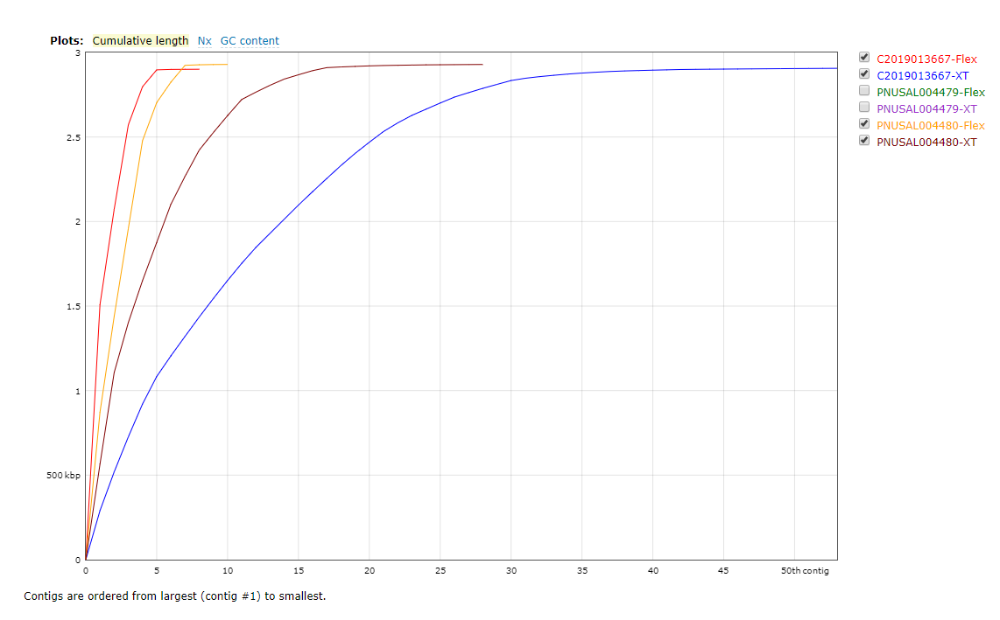 Plots: Cumulative length Nx GC content
3
2.5
2
1.5
1
500 kbp
0
0 5 10 15 20 25 30 35 40 45 50th contig
C2019013667-Flex
C2019013667-XT
PNUSAL004479-Flex
PNUSAL004479-XT
PNUSAL004480-Flex
PNUSAL004480-XT
Contigs are ordered from largest (contig #1) to smallest.